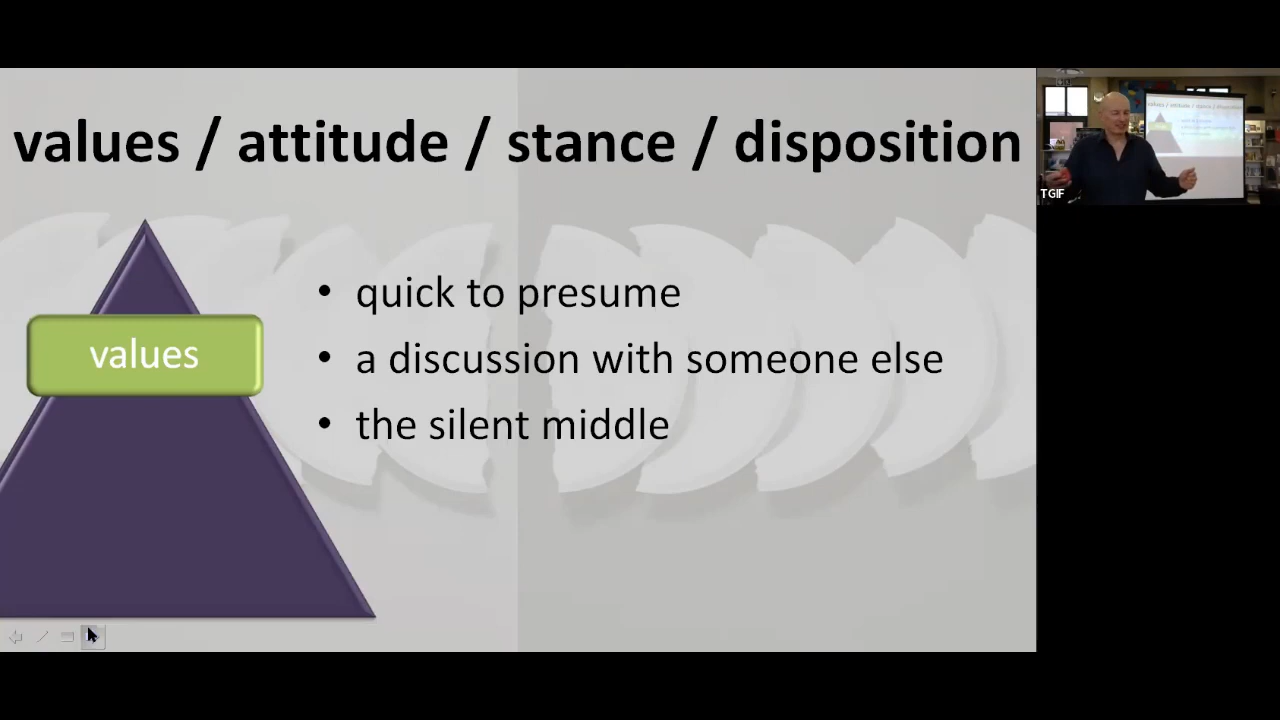 values / attitude / stance / disposition
values
• quick to presume
• a discussion with someone else
• the silent middle
TGIF